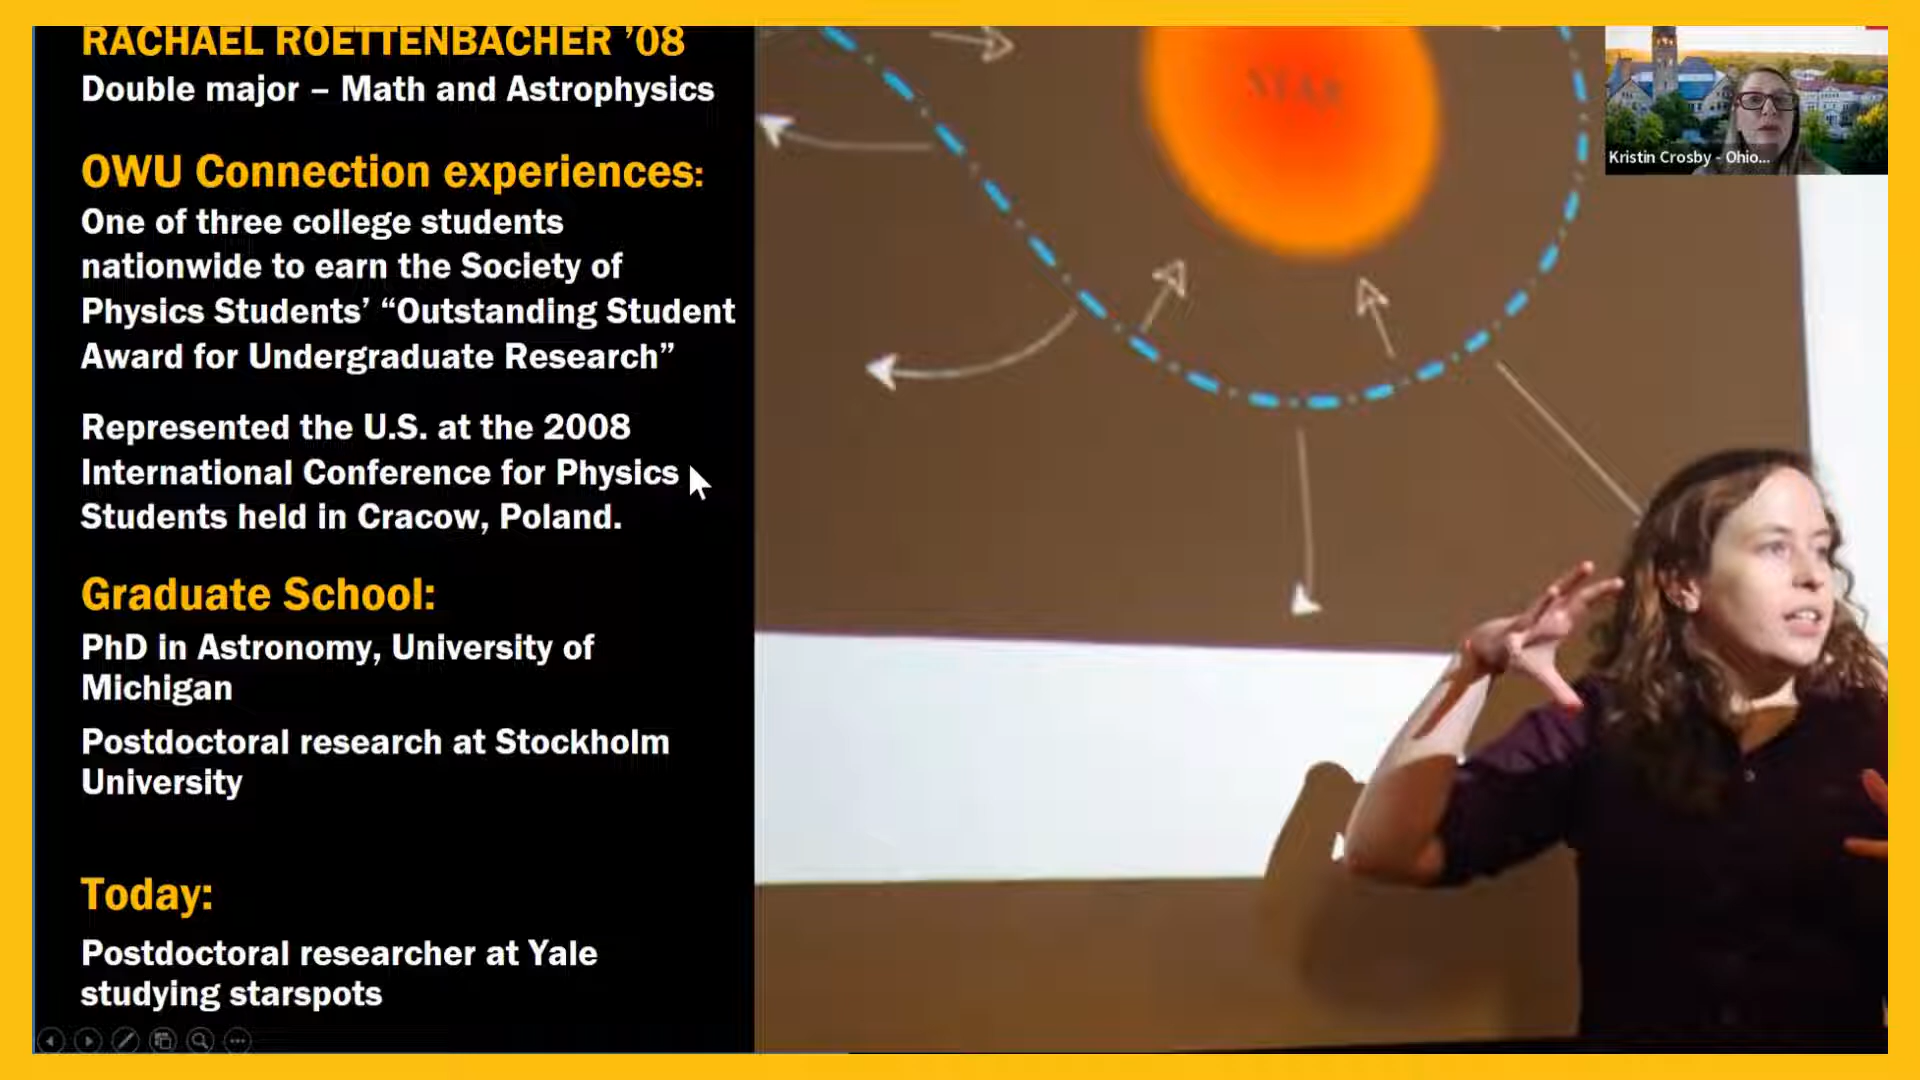 RACHAEL ROETTENBACHER ’08
Double major – Math and Astrophysics
OWU Connection experiences:
One of three college students
nationwide to earn the Society of
Physics Students’ “Outstanding Student
Award for Undergraduate Research”
Represented the U.S. at the 2008
International Conference for Physics
Students held in Cracow, Poland.
Graduate School:
PhD in Astronomy, University of
Michigan
Postdoctoral research at Stockholm
University
Today:
Postdoctoral researcher at Yale
studying starspots
STAR
Kristin Crosby - Ohio...